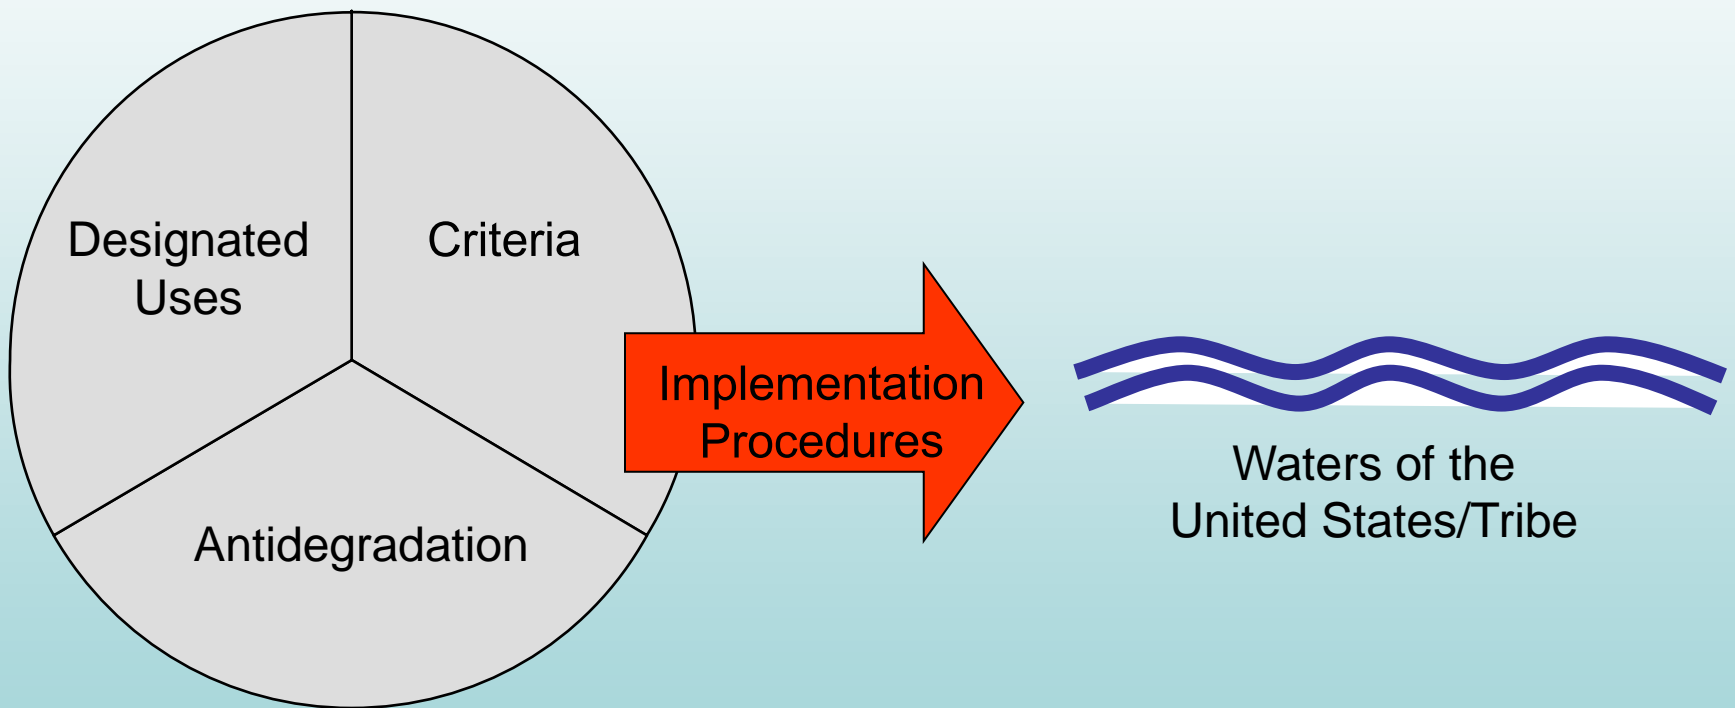 Designated
Uses
Criteria
Antidegradation
Implementation
Procedures
Waters of the
United States/Tribe